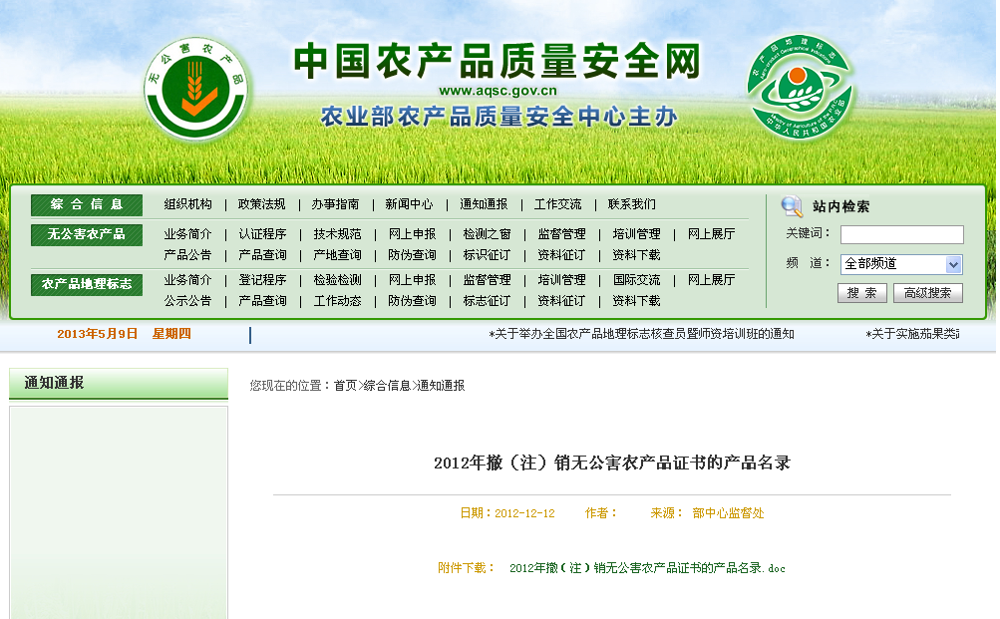 无公害农产品
中国农产品质量安全网
www.aqsc.gov.cn
农业部农产品质量安全中心主办
农产品地理标志
中华人民共和国农业部
综合信息 组织机构 | 政策法规 | 办事指南 | 新闻中心 | 通知通报 | 工作交流 | 联系我们
无公害农产品 业务简介 | 认证程序 | 技术规范 | 网上申报 | 检测之窗 | 监督管理 | 培训管理 | 网上展厅
产品公告 | 产品查询 | 产地查询 | 防伪查询 | 标识征订 | 资料征订 | 资料下载
农产品地理标志 业务简介 | 登记程序 | 检验检测 | 网上申报 | 监督管理 | 培训管理 | 国际交流 | 网上展厅
公示公告 | 产品查询 | 工作动态 | 防伪查询 | 标志征订 | 资料征订 | 资料下载
站内检索
关键词：
频 道： 全部频道
搜 索 高级搜索
2013年5月9日 星期四 *关于举办全国农产品地理标志核查员暨师资培训班的通知 *关于实施茄果类
通知通报
您现在的位置：首页>综合信息>通知通报
2012年撤（注）销无公害农产品证书的产品名录
日期：2012-12-12 作者： 来源： 部中心监督处
附件下载： 2012年撤（注）销无公害农产品证书的产品名录.doc